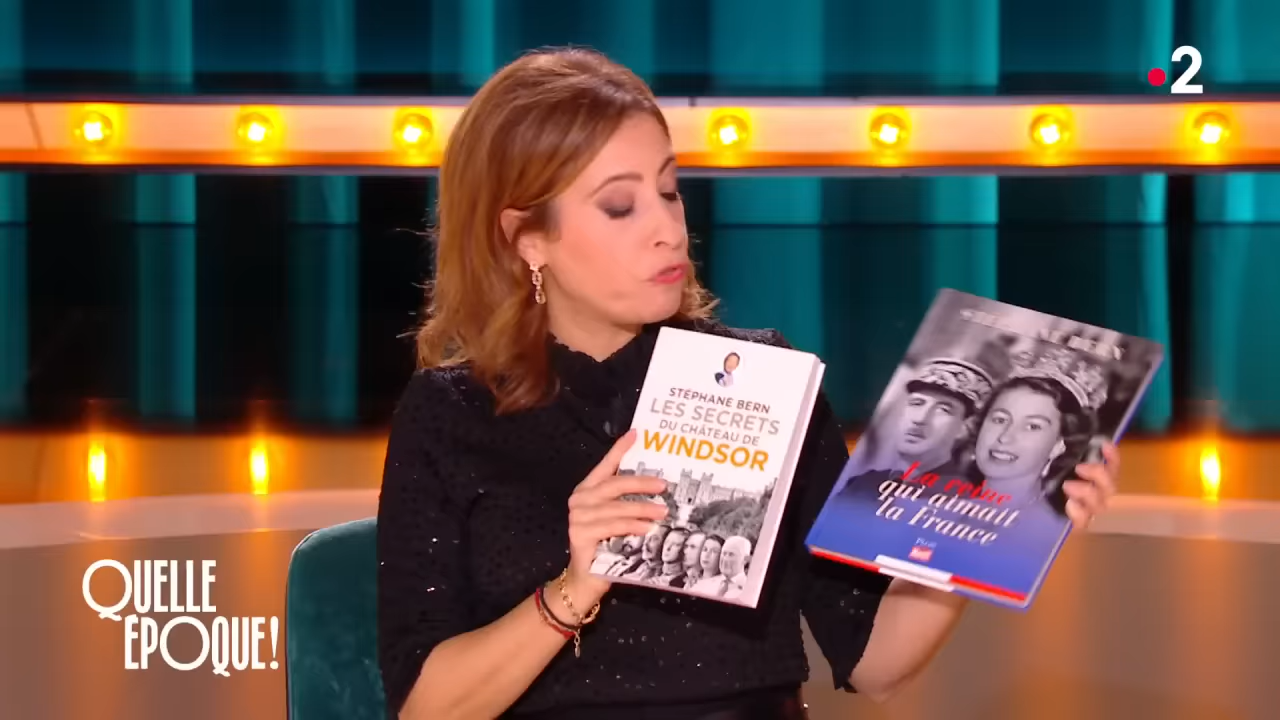 2
STÉPHANE BERN
LES SECRETS
DU CHÂTEAU DE
WINDSOR
La reine
qui aimait
la France
QUELLE
ÉPOQUE!